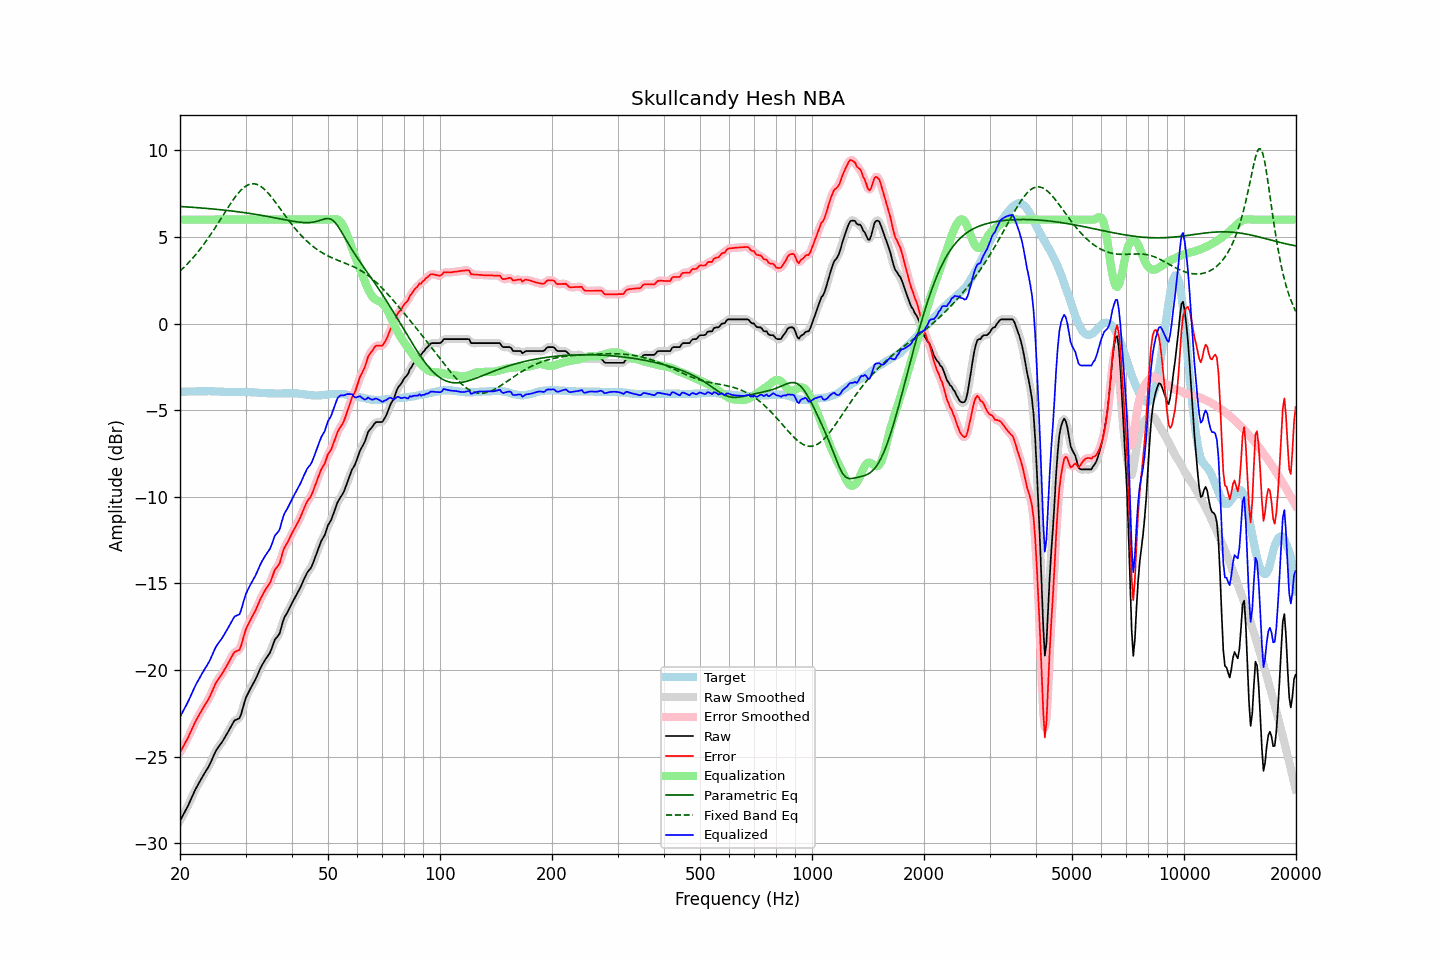 Skullcandy Hesh NBA
10
5
0
−5
−10
−15
−20
−25
−30
Amplitude (dBr)
Target
Raw Smoothed
Error Smoothed
Raw
Error
Equalization
Parametric Eq
Fixed Band Eq
Equalized
20 50 100 200 500 1000 2000 5000 10000 20000
Frequency (Hz)